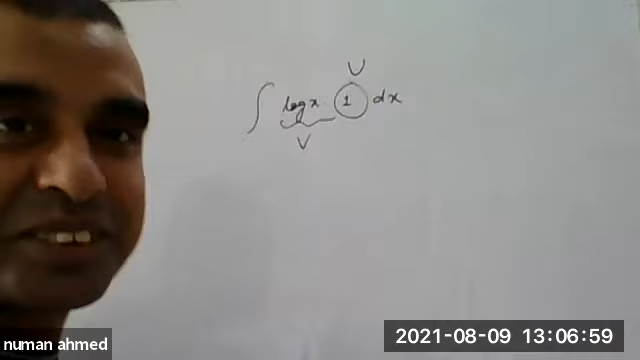 U
∫ log x 1 dx
V
numan ahmed
2021-08-09 13:06:59